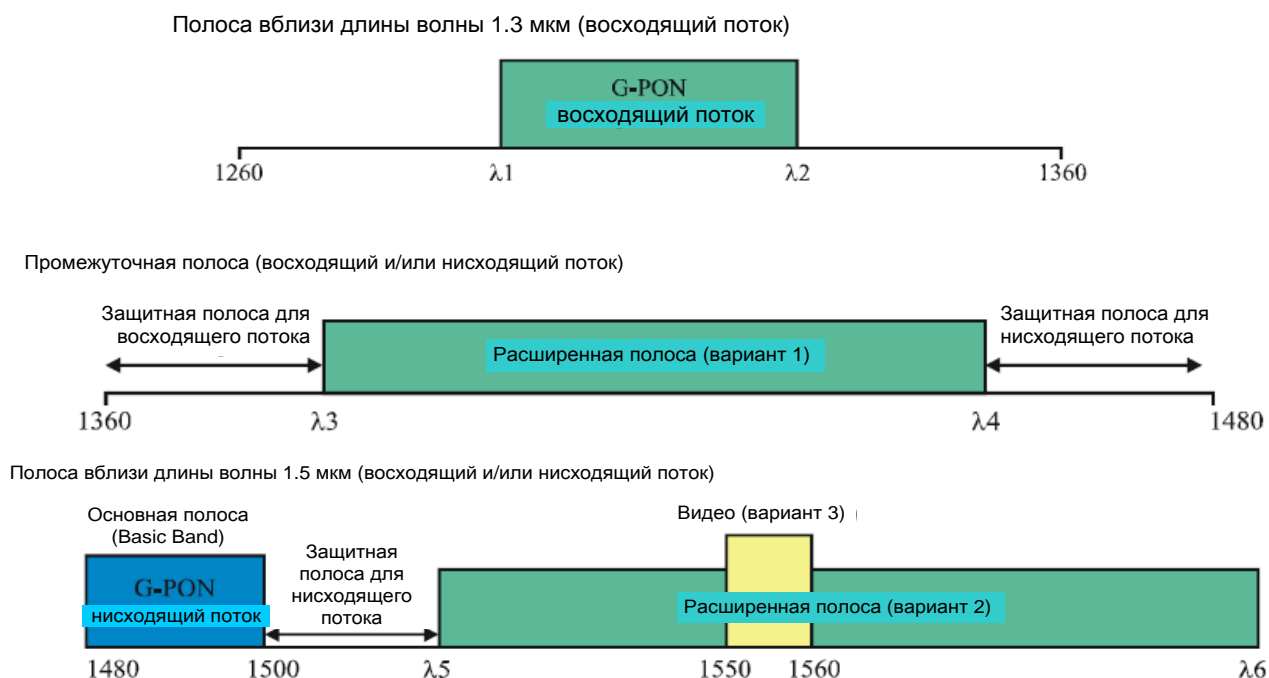 Полоса вблизи длины волны 1.3 мкм (восходящий поток)
G-PON
восходящий поток
1260 λ1 λ2 1360
Промежуточная полоса (восходящий и/или нисходящий поток)
Защитная полоса для
восходящего потока
Расширенная полоса (вариант 1)
Защитная полоса для
нисходящего потока
1360 λ3 λ4 1480
Полоса вблизи длины волны 1.5 мкм (восходящий и/или нисходящий поток)
Основная полоса
(Basic Band)
G-PON
нисходящий поток
Защитная
полоса для
нисходящего
потока
Видео (вариант 3)
Расширенная полоса (вариант 2)
1480 1500 λ5 1550 1560 λ6